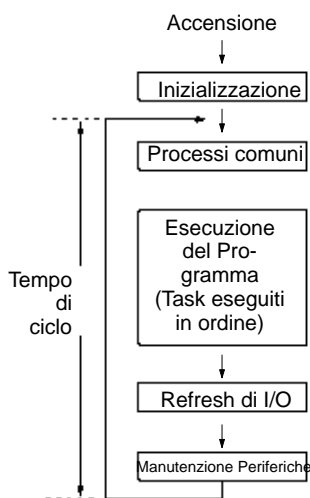 Accensione
Inizializzazione
Processi comuni
Esecuzione
del Pro-
gramma
(Task eseguiti
in ordine)
Tempo
di
ciclo
Refresh di I/O
Manutenzione Periferiche